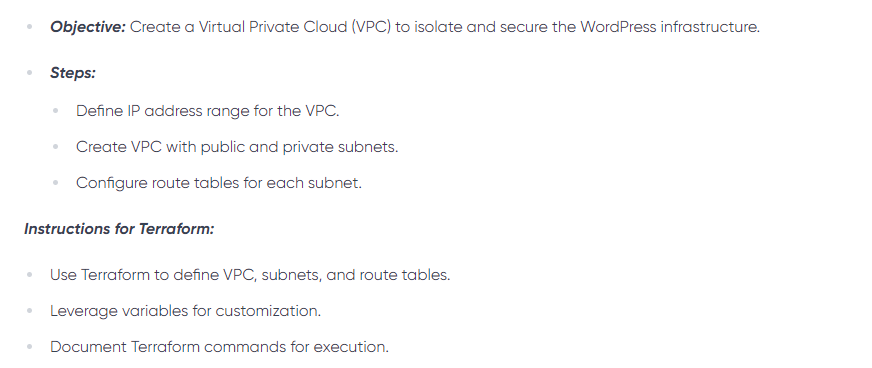 Objective: Create a Virtual Private Cloud (VPC) to isolate and secure the WordPress infrastructure.
Steps:
Define IP address range for the VPC.
Create VPC with public and private subnets.
Configure route tables for each subnet.
Instructions for Terraform:
Use Terraform to define VPC, subnets, and route tables.
Leverage variables for customization.
Document Terraform commands for execution.